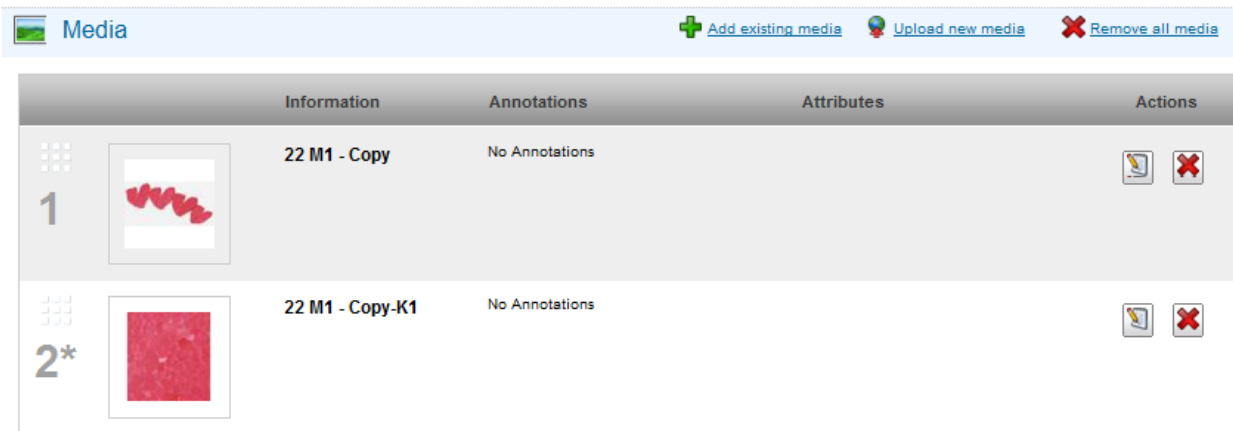 Media Add existing media Upload new media Remove all media
Information Annotations Attributes Actions
1 22 M1 - Copy No Annotations
2* 22 M1 - Copy-K1 No Annotations